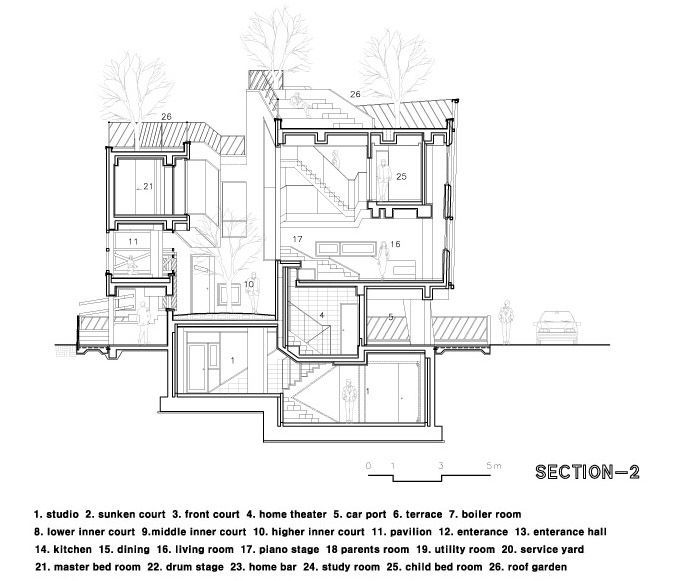 26
26
21
25
11
17
16
10
4
5
1
1
0 1 3 5m
SECTION-2
1. studio 2. sunken court 3. front court 4. home theater 5. car port 6. terrace 7. boiler room
8. lower inner court 9.middle inner court 10. higher inner court 11. pavilion 12. enterance 13. enterance hall
14. kitchen 15. dining 16. living room 17. piano stage 18 parents room 19. utility room 20. service yard
21. master bed room 22. drum stage 23. home bar 24. study room 25. child bed room 26. roof garden